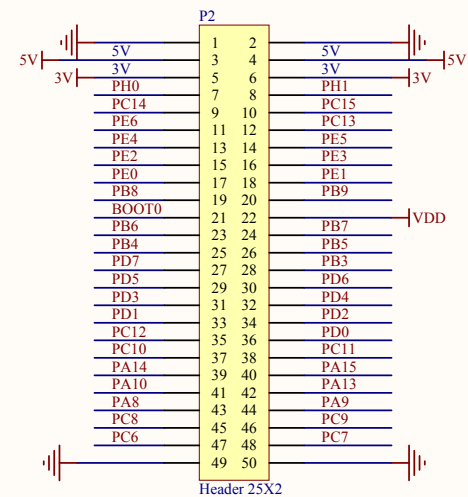 P2
1 2
5V 5V
5V 3 4 5V
3V 3V
3V 5 6 3V
PH0 PH1
7 8
PC14 PC15
9 10
PE6 PC13
11 12
PE4 PE5
13 14
PE2 PE3
15 16
PE0 PE1
17 18
PB8 PB9
19 20
BOOT0
21 22 VDD
PB6 PB7
23 24
PB4 PB5
25 26
PD7 PB3
27 28
PD5 PD6
29 30
PD3 PD4
31 32
PD1 PD2
33 34
PC12 PD0
35 36
PC10 PC11
37 38
PA14 PA15
39 40
PA10 PA13
41 42
PA8 PA9
43 44
PC8 PC9
45 46
PC6 PC7
47 48
49 50
Header 25X2